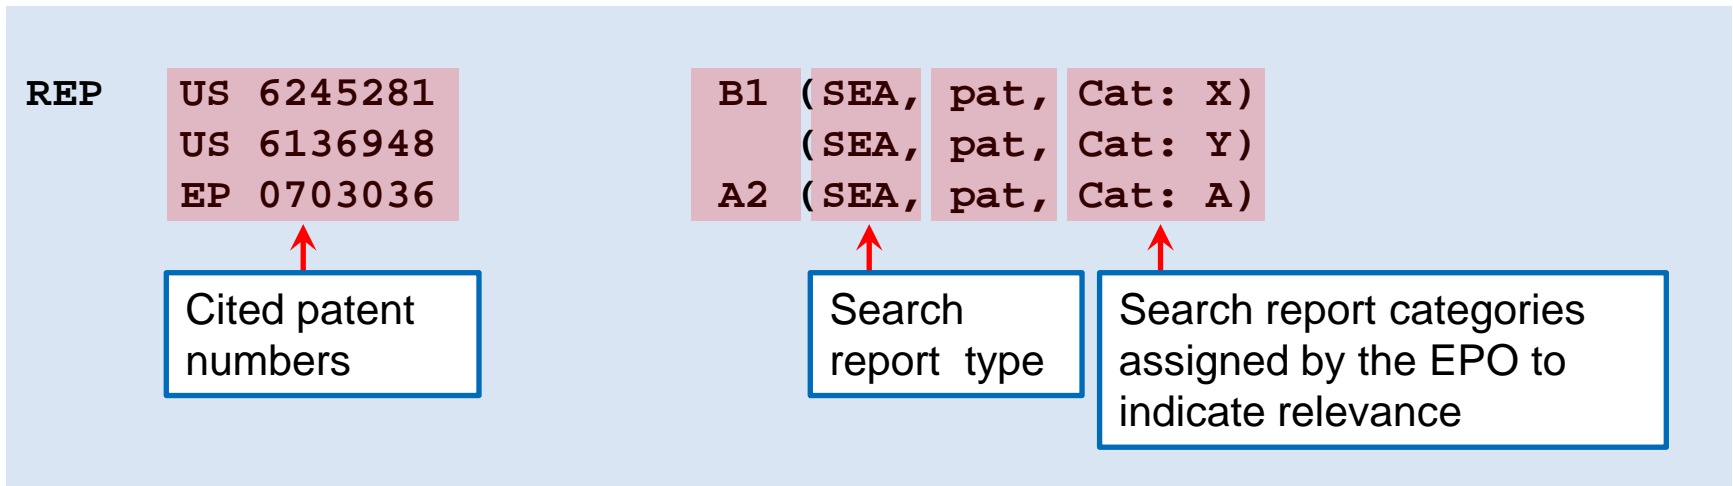 REP US 6245281 B1 (SEA, pat, Cat: X)
US 6136948 (SEA, pat, Cat: Y)
EP 0703036 A2 (SEA, pat, Cat: A)
Cited patent
numbers
Search
report type
Search report categories
assigned by the EPO to
indicate relevance